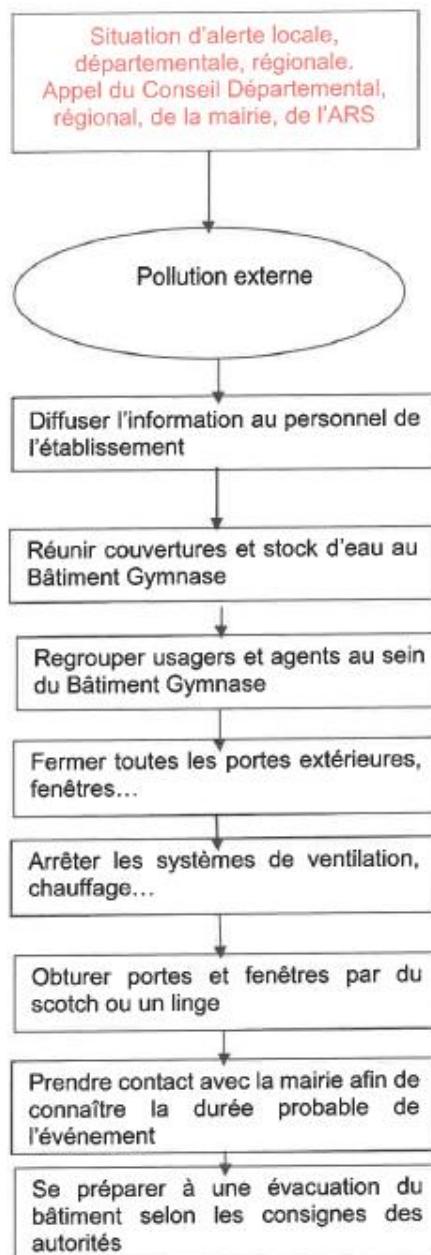 Situation d'alerte locale,
départementale, régionale.
Appel du Conseil Départemental,
régional, de la mairie, de l'ARS
Pollution externe
Diffuser l'information au personnel de
l'établissement
Réunir couvertures et stock d'eau au
Bâtiment Gymnase
Regrouper usagers et agents au sein
du Bâtiment Gymnase
Fermer toutes les portes extérieures,
fenêtres…
Arrêter les systèmes de ventilation,
chauffage…
Obturer portes et fenêtres par du
scotch ou un linge
Prendre contact avec la mairie afin de
connaître la durée probable de
l'événement
Se préparer à une évacuation du
bâtiment selon les consignes des
autorités